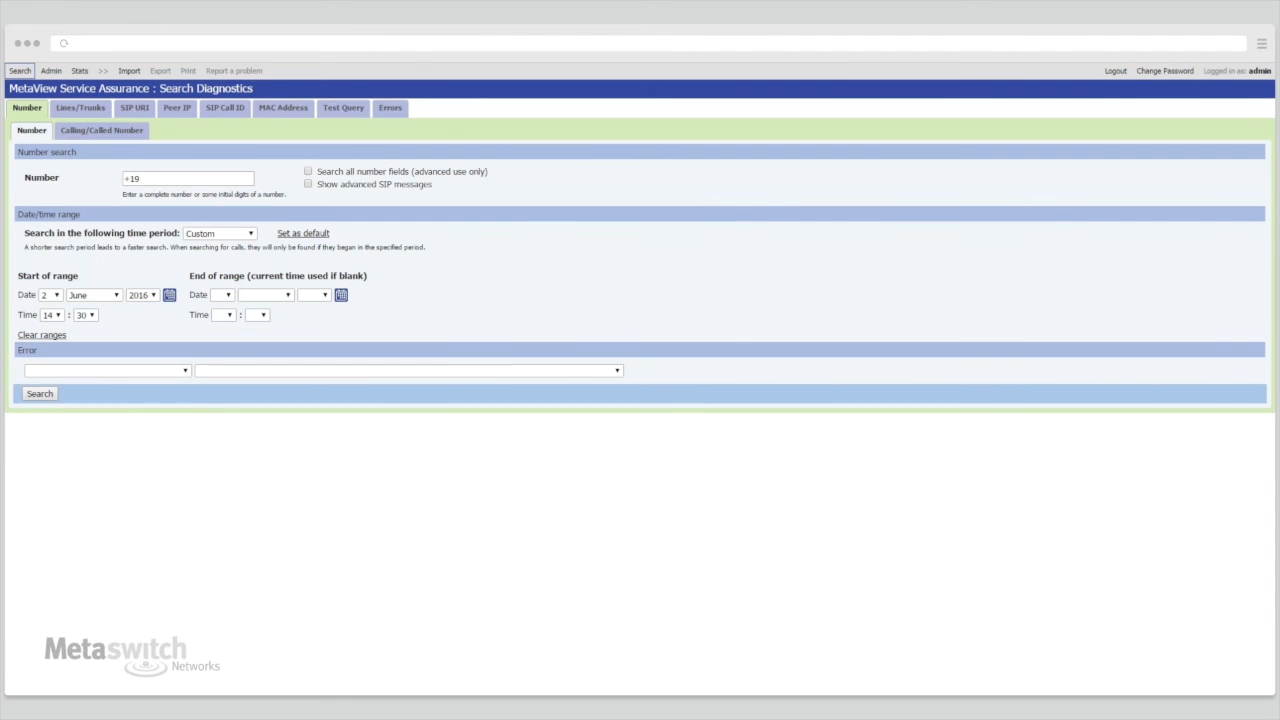 Search Admin Stats >> Import Export Print Report a problem Logout Change Password Logged in as: admin
MetaView Service Assurance : Search Diagnostics
Number Lines/Trunks SIP URI Peer IP SIP Call ID MAC Address Test Query Errors
Number Calling/Called Number
Number search
Number +19 Search all number fields (advanced use only)
Show advanced SIP messages
Enter a complete number or some initial digits of a number.
Date/time range
Search in the following time period: Custom Set as default
A shorter search period leads to a faster search. When searching for calls, they will only be found if they began in the specified period.
Start of range End of range (current time used if blank)
Date 2 June 2016 Date
Time 14 : 30 Time :
Clear ranges
Error
Search
Metaswitch
Networks